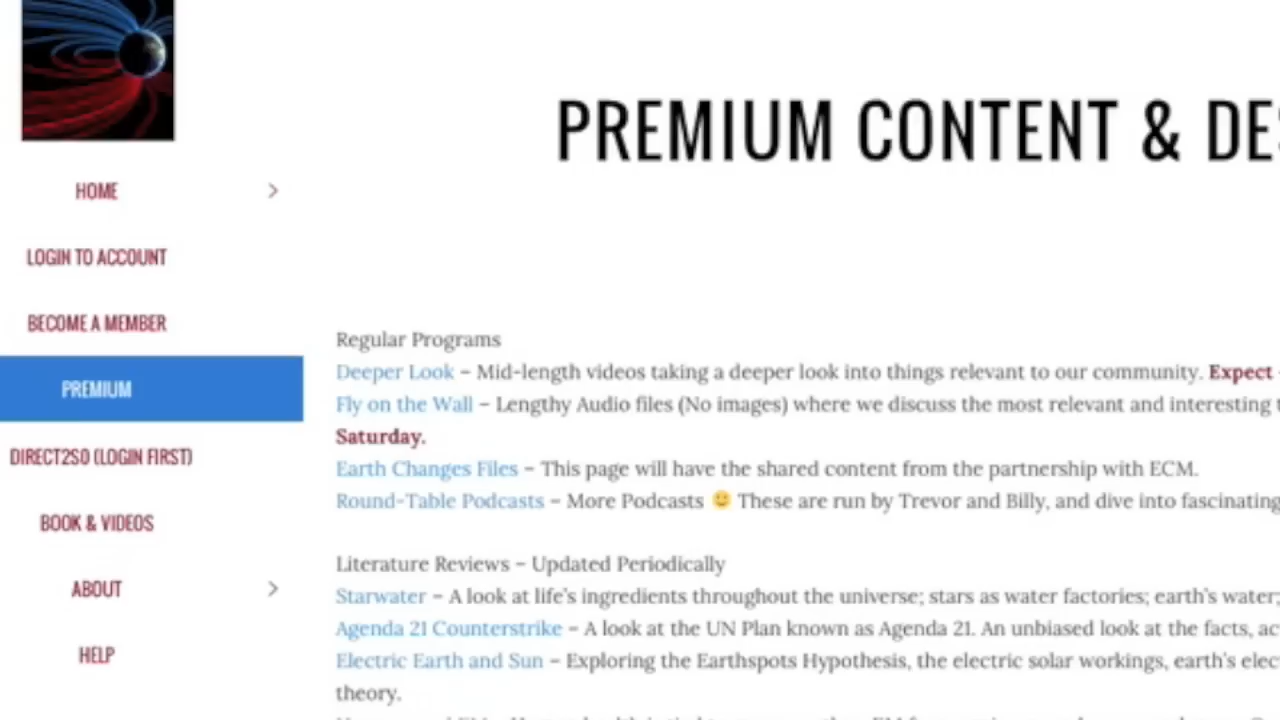 HOME
LOGIN TO ACCOUNT
BECOME A MEMBER
PREMIUM
DIRECT2S0 (LOGIN FIRST)
BOOK & VIDEOS
ABOUT
HELP
PREMIUM CONTENT &
Regular Programs
Deeper Look – Mid-length videos taking a deeper look into things relevant to our community. Expect
Fly on the Wall – Lengthy Audio files (No images) where we discuss the most relevant and interesting
Saturday.
Earth Changes Files – This page will have the shared content from the partnership with ECM.
Round-Table Podcasts – More Podcasts 🙂 These are run by Trevor and Billy, and dive into fascinating
Literature Reviews – Updated Periodically
Starwater – A look at life's ingredients throughout the universe; stars as water factories; earth's water;
Agenda 21 Counterstrike – A look at the UN Plan known as Agenda 21. An unbiased look at the facts,
Electric Earth and Sun – Exploring the Earthspots Hypothesis, the electric solar workings, earth's
theory.